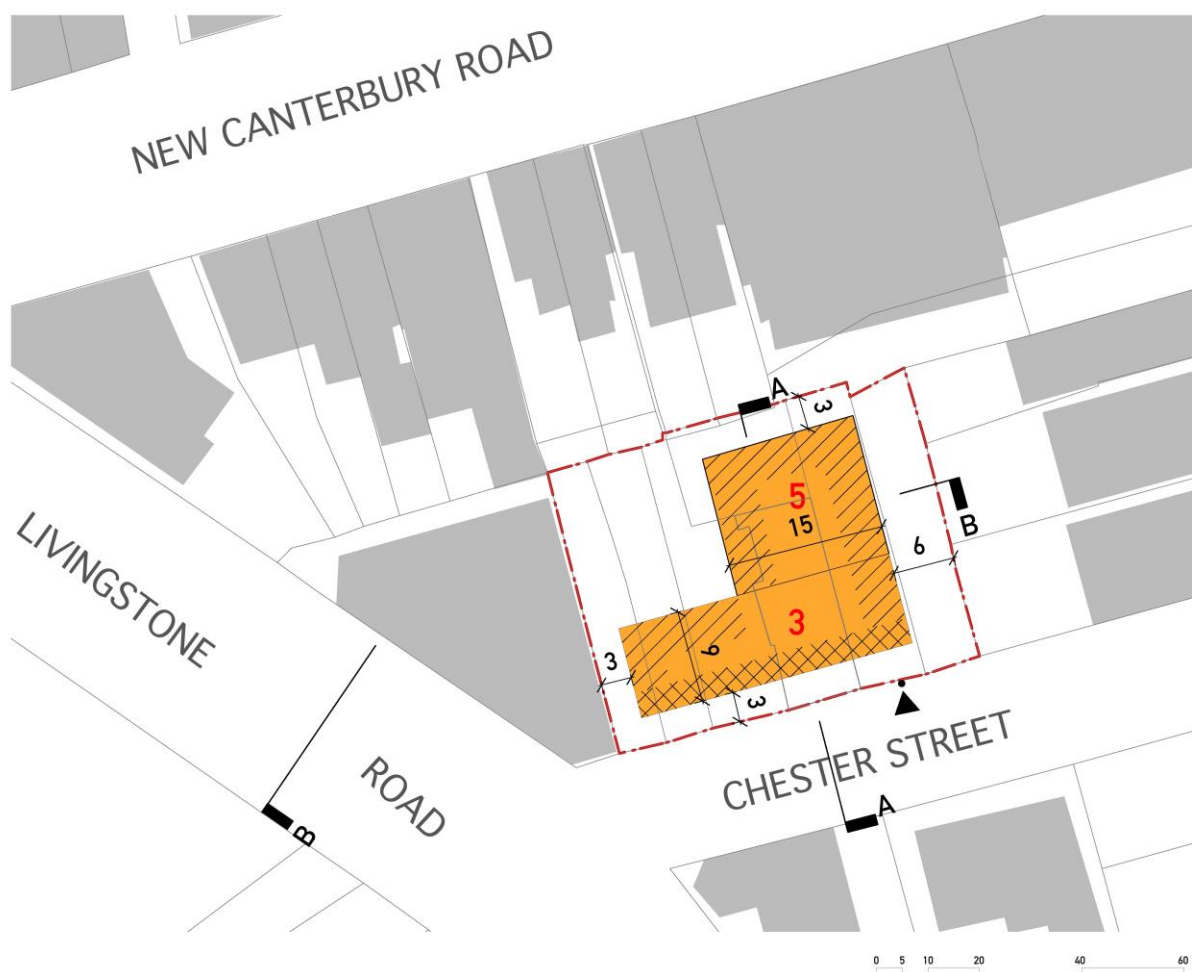 NEW CANTERBURY ROAD
A
3
5
15
B
6
LIVINGSTONE
3
9
3
3
CHESTER STREET
ROAD
A
B
0 5 10 20 40 60